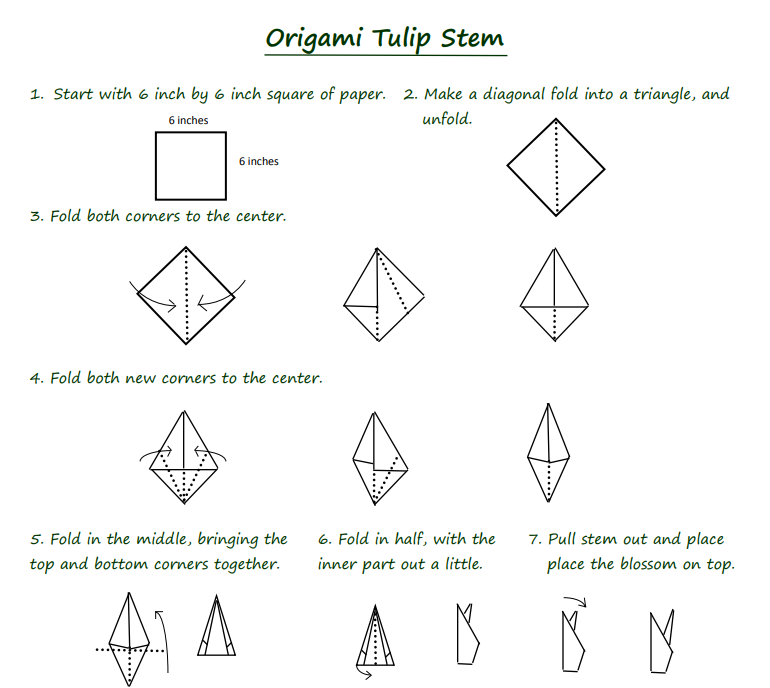 Origami Tulip Stem
1. Start with 6 inch by 6 inch square of paper.
6 inches
6 inches
2. Make a diagonal fold into a triangle, and
unfold.
3. Fold both corners to the center.
4. Fold both new corners to the center.
5. Fold in the middle, bringing the
top and bottom corners together.
6. Fold in half, with the
inner part out a little.
7. Pull stem out and place
place the blossom on top.